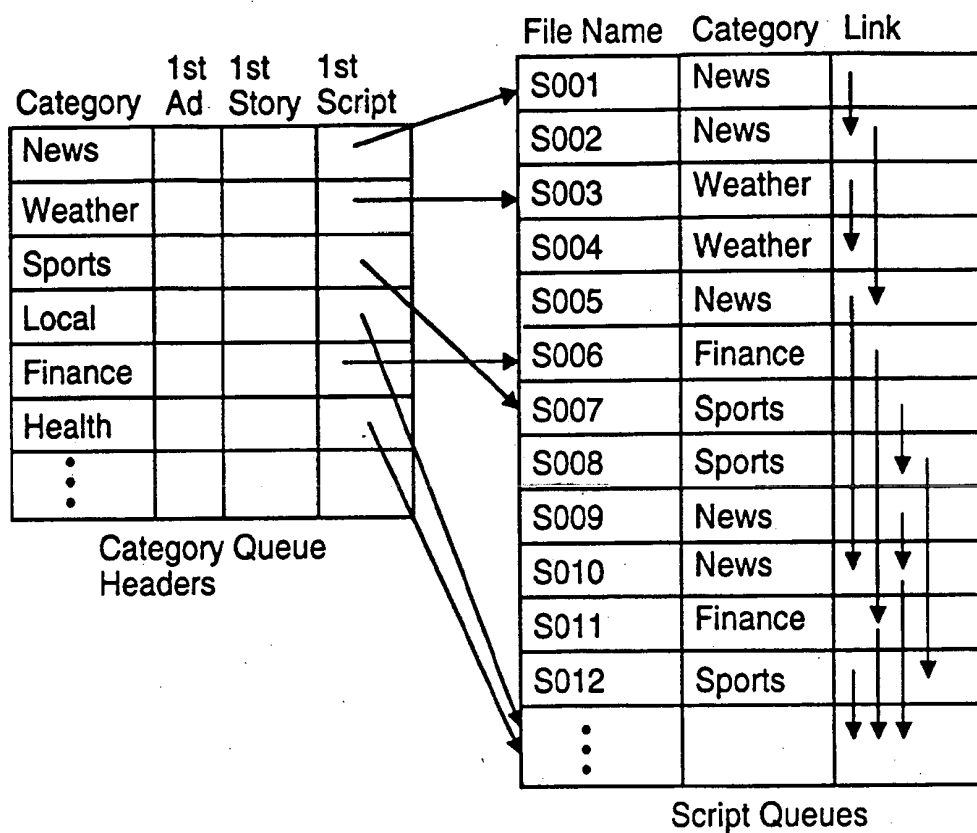 Category 1st Ad 1st Story 1st Script
News
Weather
Sports
Local
Finance
Health
Category Queue
Headers
File Name Category Link
S001 News
S002 News
S003 Weather
S004 Weather
S005 News
S006 Finance
S007 Sports
S008 Sports
S009 News
S010 News
S011 Finance
S012 Sports
Script Queues